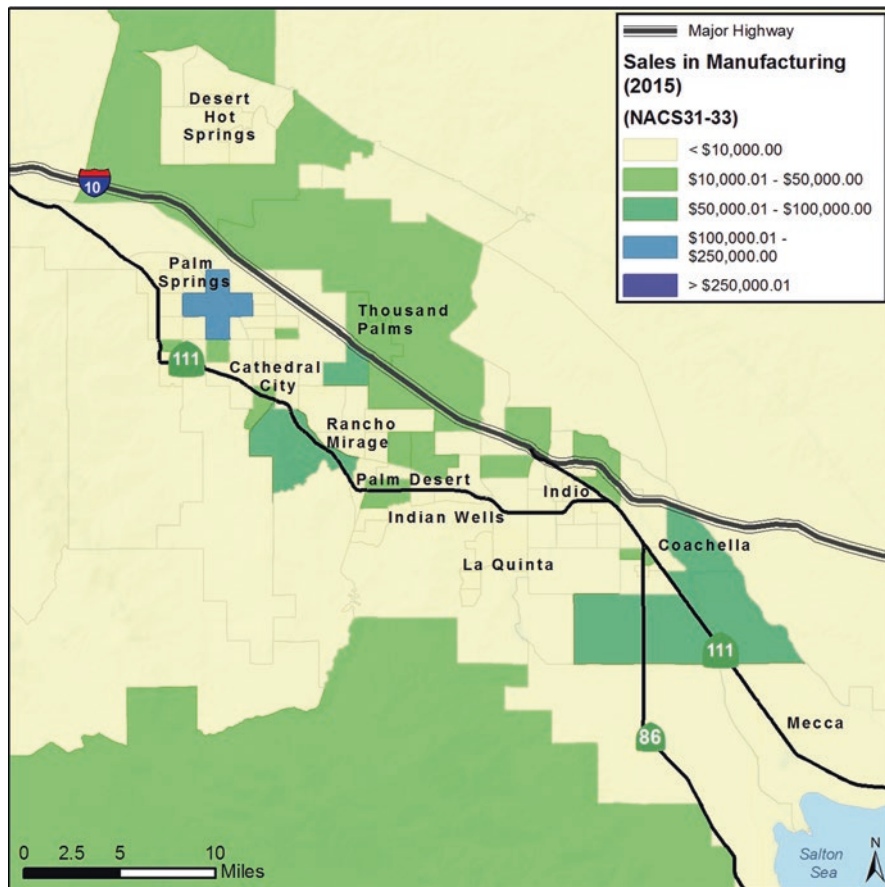 Major Highway
Sales in Manufacturing
(2015)
(NACS31-33)
< $10,000.00
$10,000.01 - $50,000.00
$50,000.01 - $100,000.00
$100,000.01 -
$250,000.00
> $250,000.01
Desert
Hot
Springs
10
Palm
Springs
Thousand
Palms
111
Cathedral
City
Rancho
Mirage
Palm Desert
Indio
Indian Wells
Coachella
La Quinta
111
Mecca
86
0 2.5 5 10
Miles
Salton
Sea
N